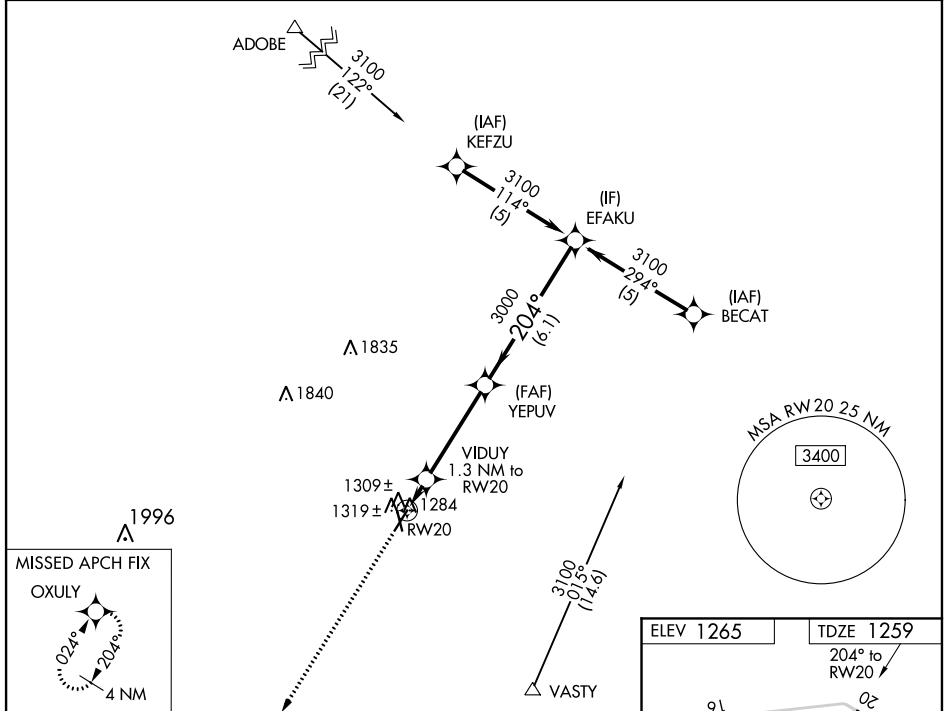 ADOBE
3100
122°
(21)
(IAF)
KEFZU
3100
114°
(5)
(IF)
EFAKU
3100
294°
(5)
(IAF)
BECAT
3000
204°
(6.1)
1835
1840
(FAF)
YEPUV
VIDUY
1.3 NM to
RW20
1309±
1319±
1284
RW20
MSA RW20 25 NM
3400
1996
MISSED APCH FIX
OXULY
024°
204°
4 NM
3100
015°
(14.6)
VASTY
ELEV 1265
TDZE 1259
204° to
RW20
20
16